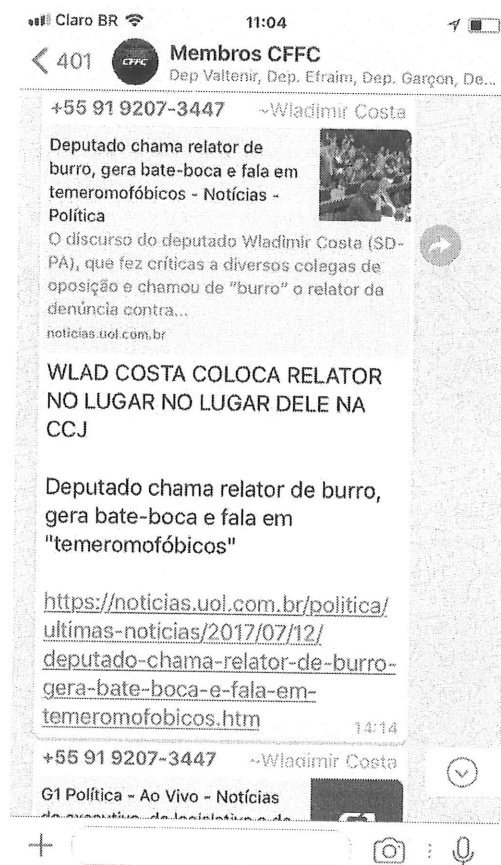 Claro BR
11:04
401
CFFC
Membros CFFC
Dep Valtenir, Dep. Efraim, Dep. Garçon, De...
+55 91 9207-3447 ~Wladimir Costa
Deputado chama relator de
burro, gera bate-boca e fala em
temeromofóbicos - Notícias -
Política
O discurso do deputado Wladimir Costa (SD-
PA), que fez críticas a diversos colegas de
oposição e chamou de “burro” o relator da
denúncia contra...
noticias.uol.com.br
WLAD COSTA COLOCA RELATOR
NO LUGAR NO LUGAR DELE NA
CCJ
Deputado chama relator de burro,
gera bate-boca e fala em
"temeromofóbicos"
https://noticias.uol.com.br/politica/
ultimas-noticias/2017/07/12/
deputado-chama-relator-de-burro-
gera-bate-boca-e-fala-em-
temeromofobicos.htm
14:14
+55 91 9207-3447 ~Wladimir Costa
G1 Política - Ao Vivo - Notícias